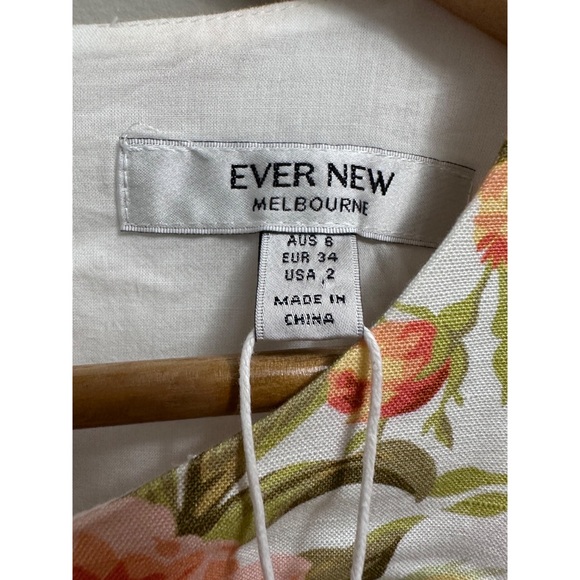 EVER NEW
MELBOURNE
AUS 6
EUR 34
USA 2
MADE IN
CHINA